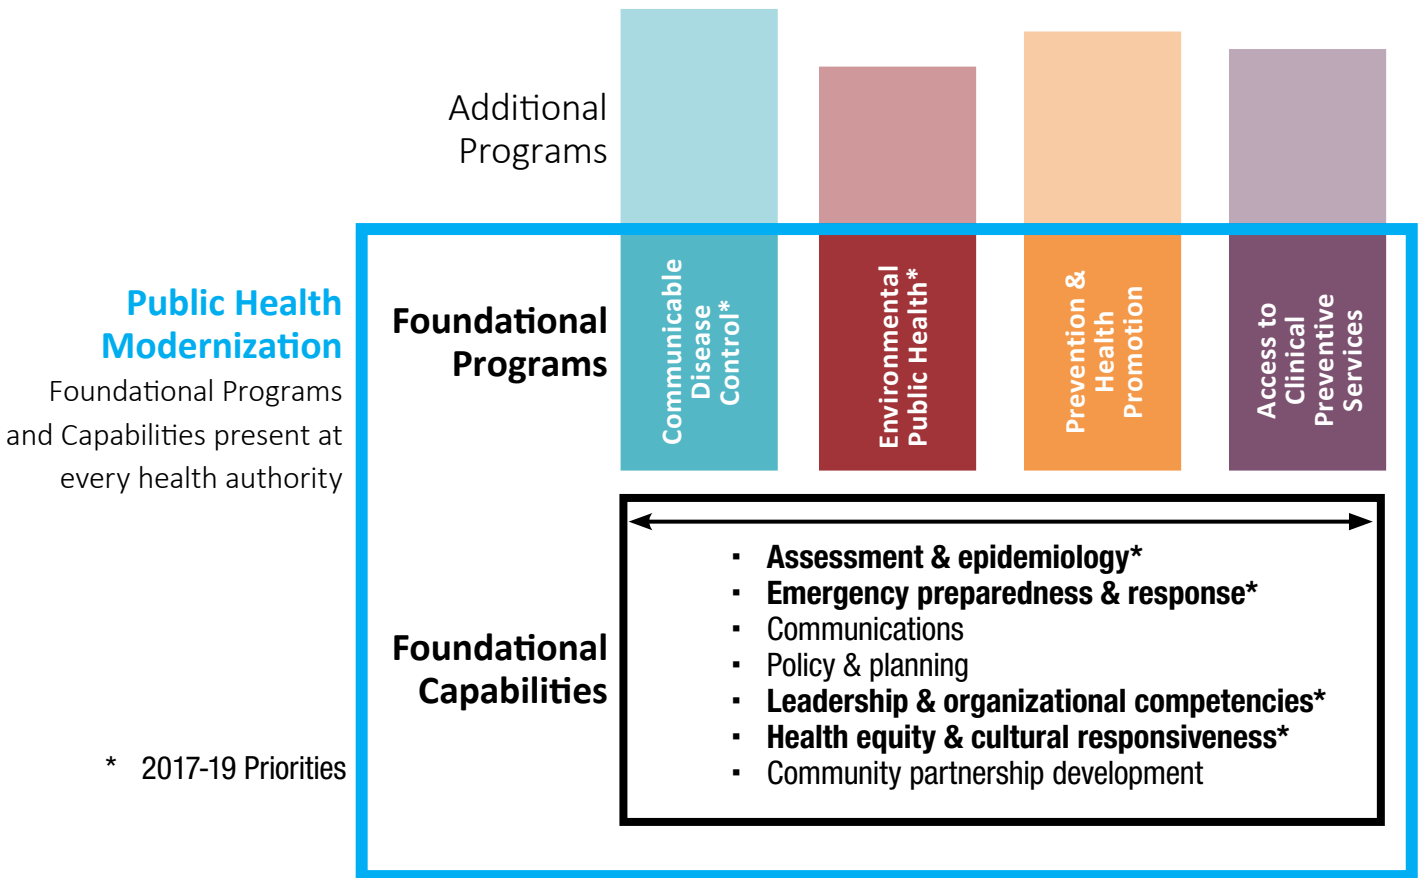 Additional
Programs
Public Health
Modernization
Foundational Programs
and Capabilities present at
every health authority
Foundational
Programs
Communicable
Disease
Control*
Environmental
Public Health*
Prevention &
Health
Promotion
Access to
Clinical
Preventive
Services
Foundational
Capabilities
▪ Assessment & epidemiology*
▪ Emergency preparedness & response*
▪ Communications
▪ Policy & planning
▪ Leadership & organizational competencies*
▪ Health equity & cultural responsiveness*
▪ Community partnership development
* 2017-19 Priorities